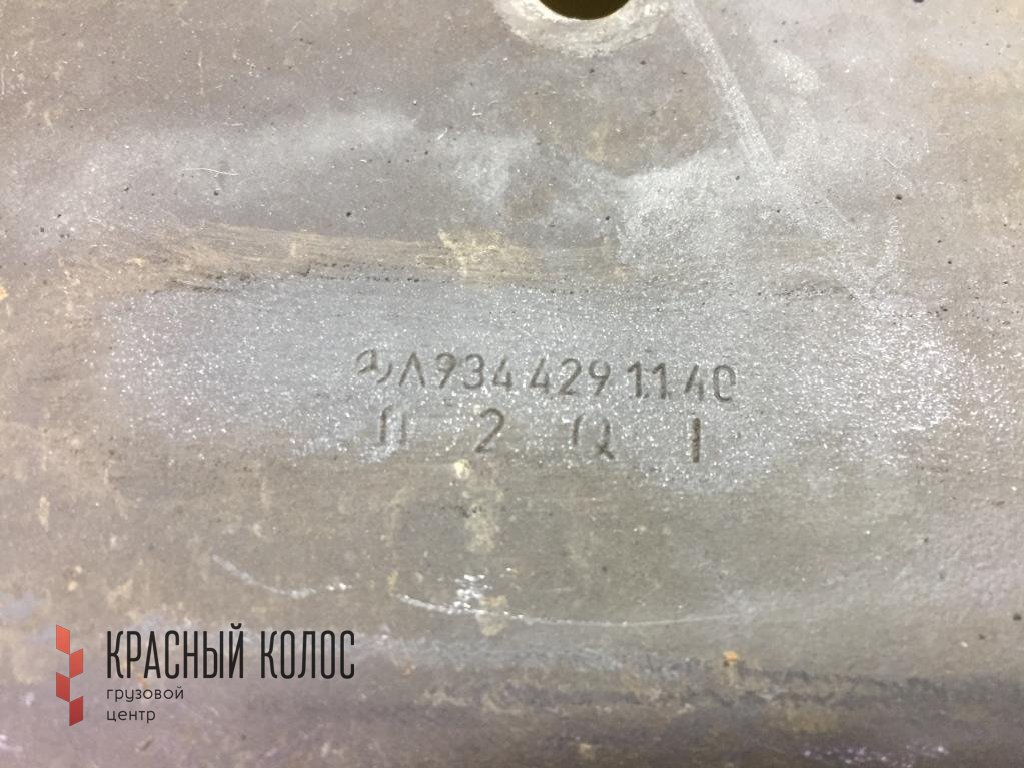 A934 429 11 40
2 I
КРАСНЫЙ КОЛОС
грузовой
центр